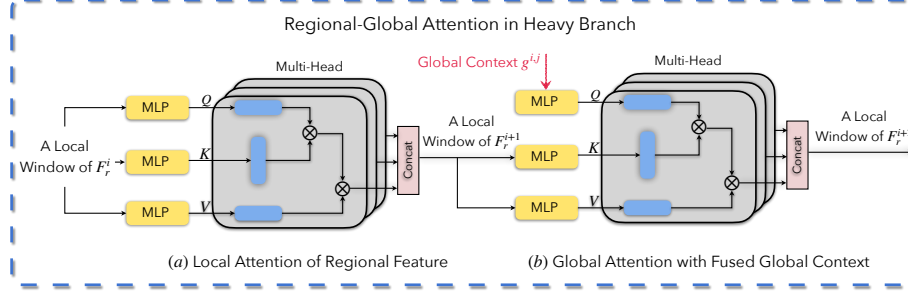 Regional-Global Attention in Heavy Branch
Multi-Head
MLP
Q
A Local
Window of F_r^i
MLP
K
MLP
V
Concat
(a) Local Attention of Regional Feature
Global Context g^{i,j}
A Local
Window of F_r^{i+1}
Multi-Head
MLP
Q
MLP
K
MLP
V
Concat
A Local
(b) Global Attention with Fused Global Context